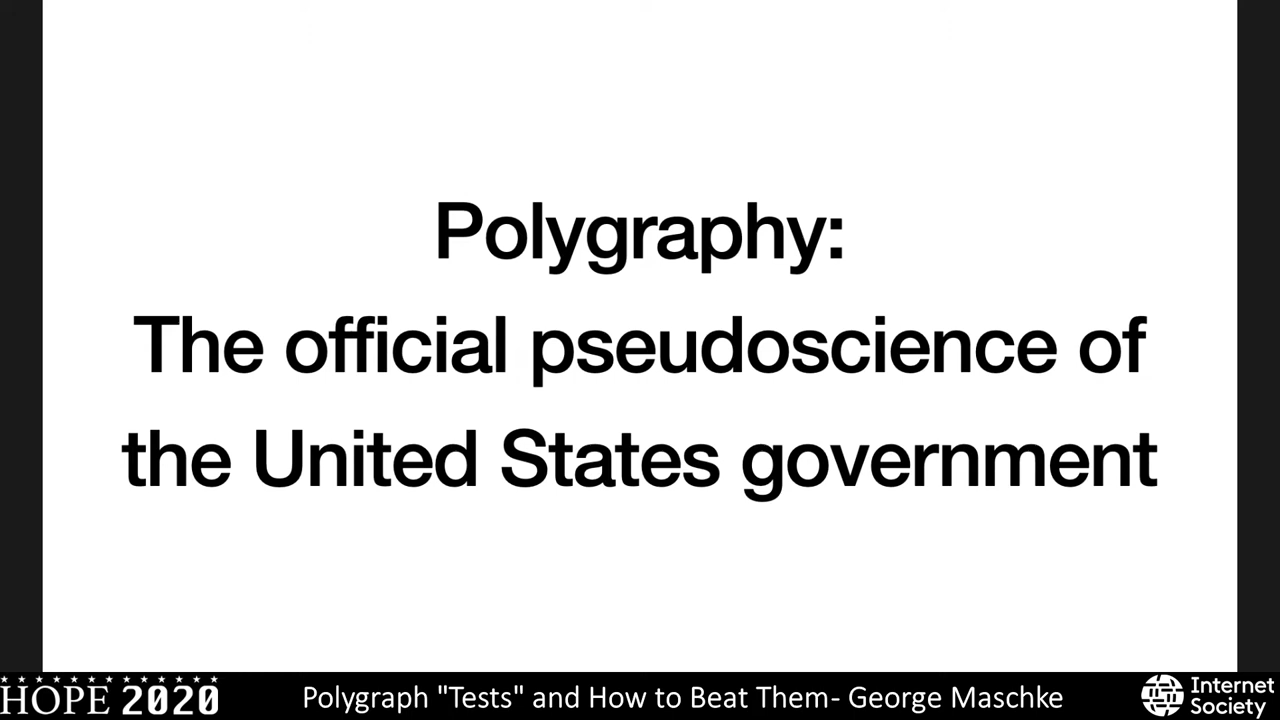 Polygraphy:
The official pseudoscience of
the United States government
HOPE 2020
Polygraph "Tests" and How to Beat Them- George Maschke
Internet
Society